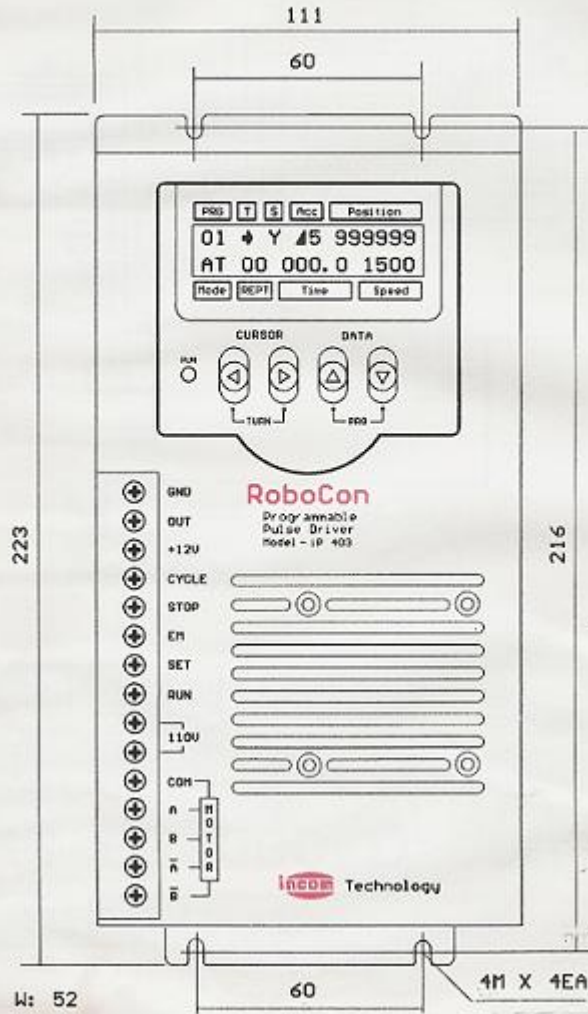 111
60
PRG T S Acc Position
01 Y 45 999999
AT 00 000.0 1500
Mode REPT Time Speed
CURSOR DATA
RUN
TURN PRG
GND
OUT
+12V
CYCLE
STOP
EM
SET
RUN
110V
COM
A
B
A̅
B̅
MOTOR
RoboCon
Programmable
Pulse Driver
Model - iP 403
incom Technology
223
216
W: 52
60
4M X 4EA